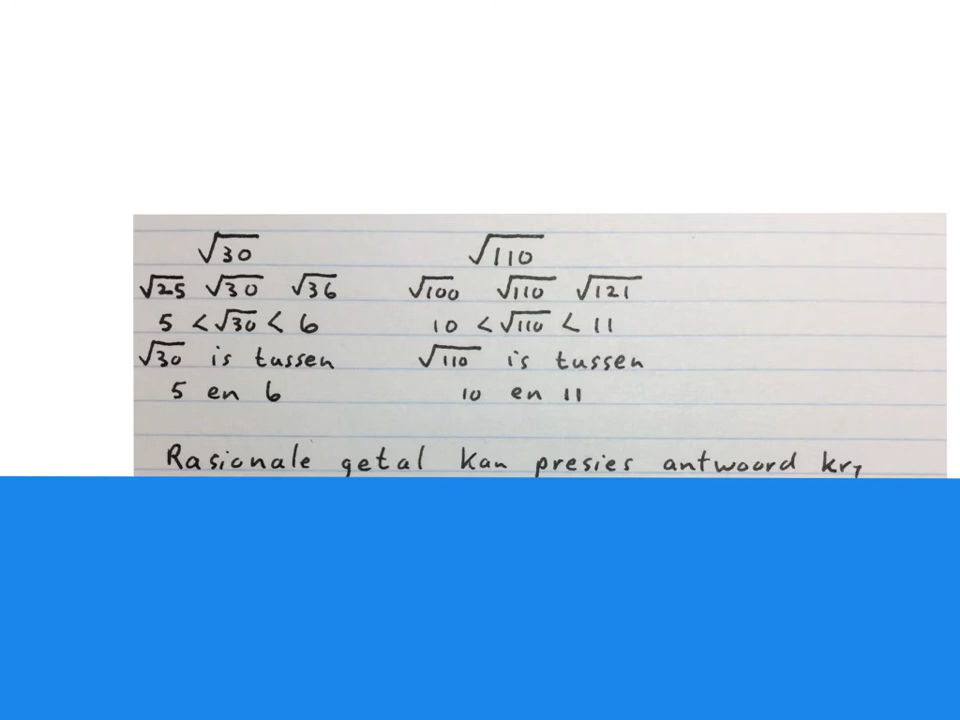 √30 √110
√25 √30 √36 √100 √110 √121
5 < √30 < 6 10 < √110 < 11
√30 is tussen √110 is tussen
5 en 6 10 en 11
Rasionale getal kan presies antwoord kry